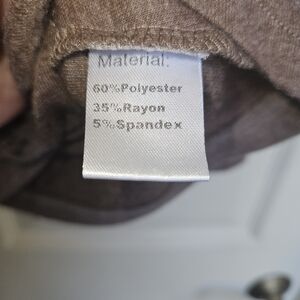 Material:
60%Polyester
35%Rayon
5%Spandex